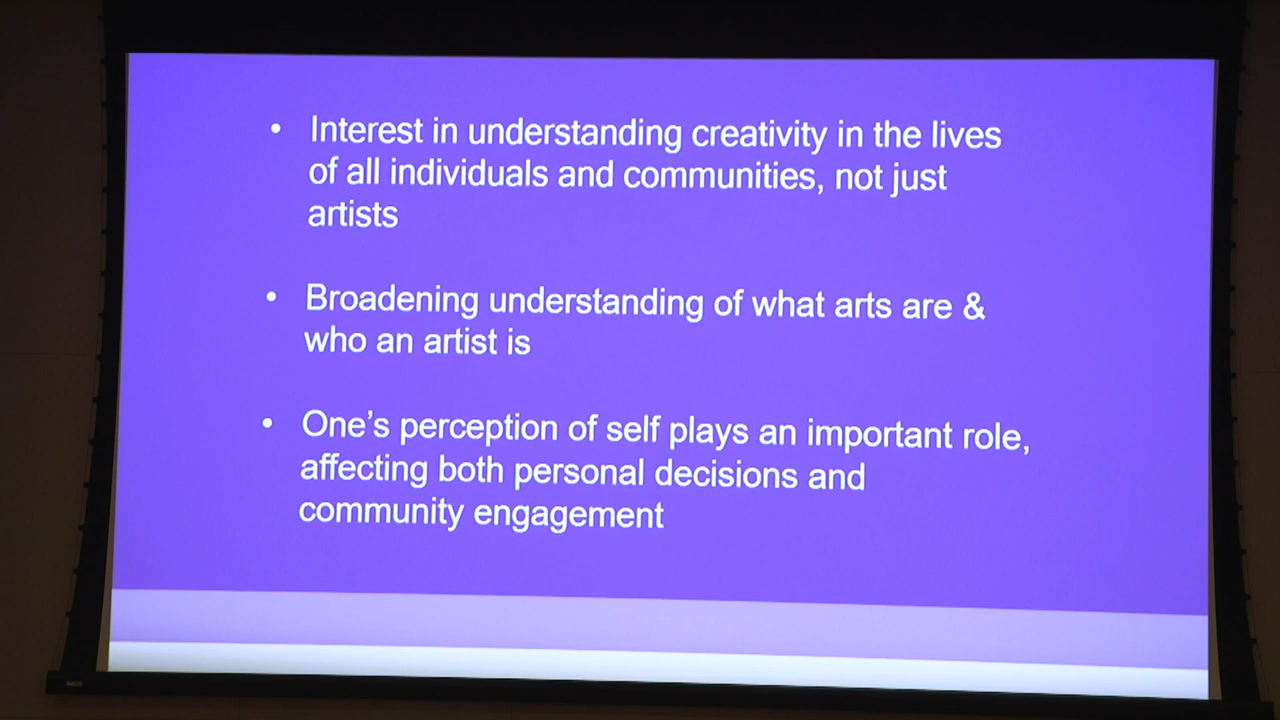 • Interest in understanding creativity in the lives
of all individuals and communities, not just
artists
• Broadening understanding of what arts are &
who an artist is
• One’s perception of self plays an important role,
affecting both personal decisions and
community engagement